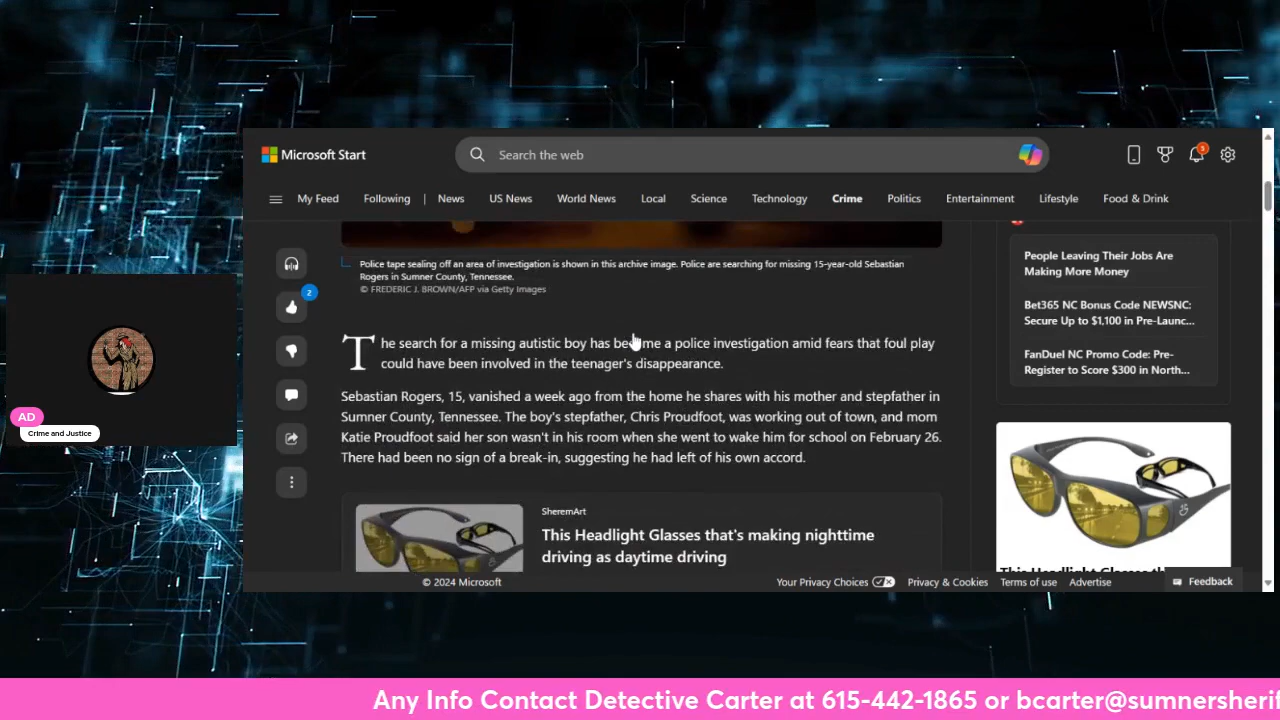 Microsoft Start
Search the web
3
My Feed
Following
News
US News
World News
Local
Science
Technology
Crime
Politics
Entertainment
Lifestyle
Food & Drink
Police tape sealing off an area of investigation is shown in this archive image. Police are searching for missing 15-year-old Sebastian
Rogers in Sumner County, Tennessee.
© FREDERIC J. BROWN/AFP via Getty Images
2
The search for a missing autistic boy has become a police investigation amid fears that foul play
could have been involved in the teenager's disappearance.
Sebastian Rogers, 15, vanished a week ago from the home he shares with his mother and stepfather in
Sumner County, Tennessee. The boy's stepfather, Chris Proudfoot, was working out of town, and mom
Katie Proudfoot said her son wasn't in his room when she went to wake him for school on February 26.
There had been no sign of a break-in, suggesting he had left of his own accord.
SheremArt
This Headlight Glasses that's making nighttime
driving as daytime driving
People Leaving Their Jobs Are
Making More Money
Bet365 NC Bonus Code NEWSNC:
Secure Up to $1,100 in Pre-Launc...
FanDuel NC Promo Code: Pre-
Register to Score $300 in North...
© 2024 Microsoft
Your Privacy Choices
Privacy & Cookies
Terms of use
Advertise
Feedback
AD
Crime and Justice
Any Info Contact Detective Carter at 615-442-1865 or bcarter@sumnersheri